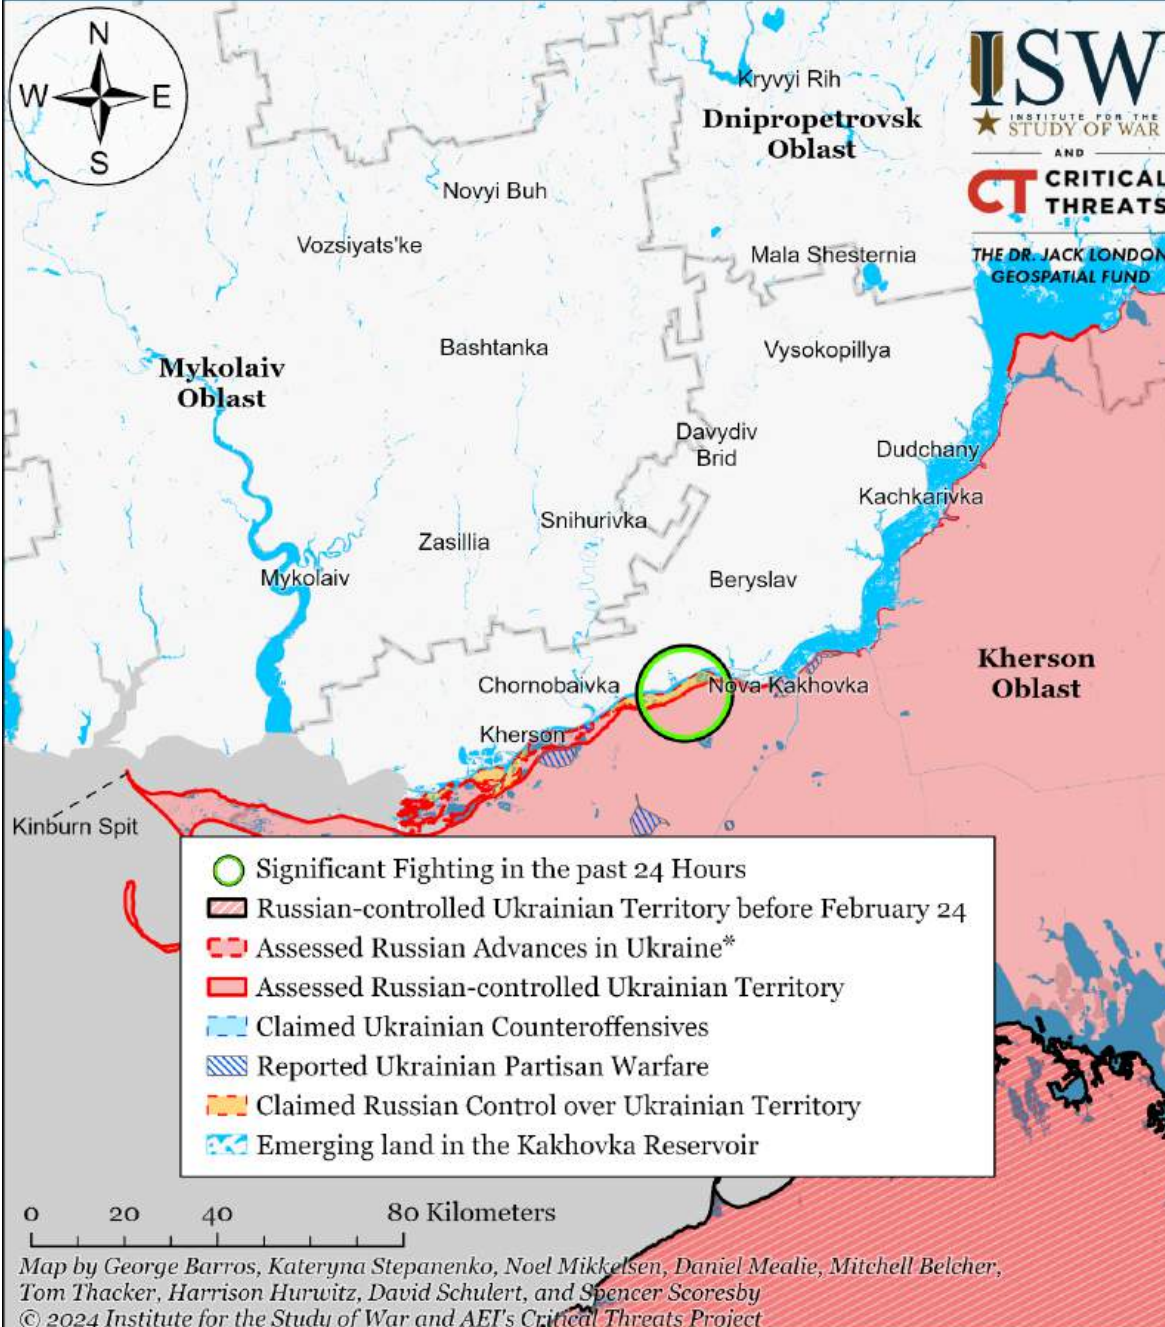 N
W
E
S
ISW
INSTITUTE FOR THE
STUDY OF WAR
AND
CT CRITICAL
THREATS
THE DR. JACK LONDON
GEOSPATIAL FUND
Kryvyi Rih
Dnipropetrovsk
Oblast
Novyi Buh
Vozsiyats'ke
Mala Shesternia
Bashtanka
Vysokopillya
Mykolaiv
Oblast
Davydiv
Brid
Dudchany
Kachkarivka
Snihurivka
Zasillia
Mykolaiv
Beryslav
Kherson
Oblast
Chornobaivka
Nova Kakhovka
Kherson
Kinburn Spit
Significant Fighting in the past 24 Hours
Russian-controlled Ukrainian Territory before February 24
Assessed Russian Advances in Ukraine*
Assessed Russian-controlled Ukrainian Territory
Claimed Ukrainian Counteroffensives
Reported Ukrainian Partisan Warfare
Claimed Russian Control over Ukrainian Territory
Emerging land in the Kakhovka Reservoir
0 20 40 80 Kilometers
Map by George Barros, Kateryna Stepanenko, Noel Mikkelsen, Daniel Mealie, Mitchell Belcher,
Tom Thacker, Harrison Hurwitz, David Schulert, and Spencer Scoresby
© 2024 Institute for the Study of War and AEI's Critical Threats Project